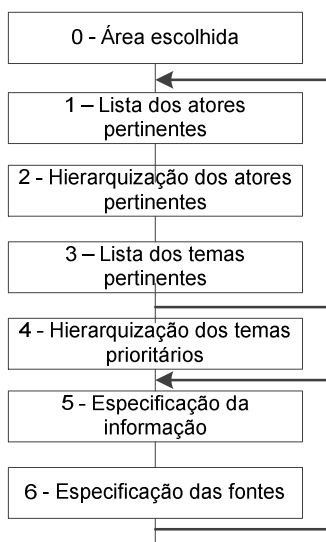 0 - Área escolhida
1 – Lista dos atores
pertinentes
2 - Hierarquização dos atores
pertinentes
3 – Lista dos temas
pertinentes
4 - Hierarquização dos temas
prioritários
5 - Especificação da
informação
6 - Especificação das fontes